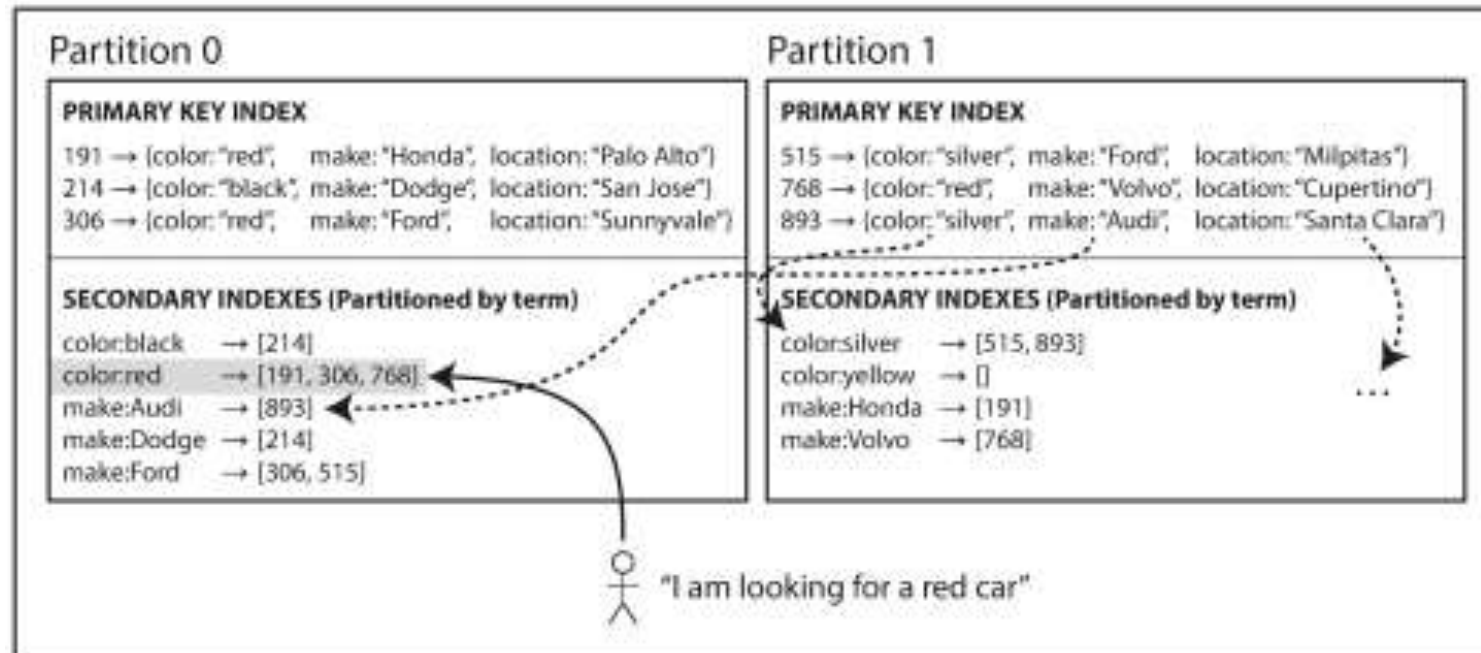 Partition 0
PRIMARY KEY INDEX
191 → {color: "red", make: "Honda", location: "Palo Alto"}
214 → {color: "black", make: "Dodge", location: "San Jose"}
306 → {color: "red", make: "Ford", location: "Sunnyvale"}
SECONDARY INDEXES (Partitioned by term)
color:black → [214]
color:red → [191, 306, 768]
make:Audi → [893]
make:Dodge → [214]
make:Ford → [306, 515]
Partition 1
PRIMARY KEY INDEX
515 → {color: "silver", make: "Ford", location: "Milpitas"}
768 → {color: "red", make: "Volvo", location: "Cupertino"}
893 → {color: "silver", make: "Audi", location: "Santa Clara"}
SECONDARY INDEXES (Partitioned by term)
color:silver → [515, 893]
color:yellow → []
make:Honda → [191]
make:Volvo → [768]
...
"I am looking for a red car"